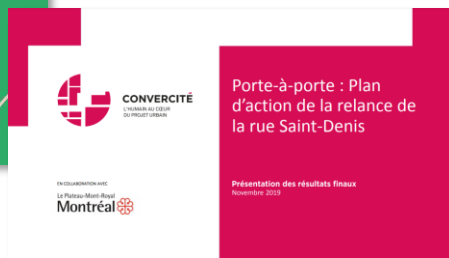 CONVERCITÉ
L'HUMAIN AU CŒUR
DU PROJET URBAIN
EN COLLABORATION AVEC
Le Plateau-Mont-Royal
Montréal
Porte-à-porte : Plan
d'action de la relance de
la rue Saint-Denis
Présentation des résultats finaux
Novembre 2019